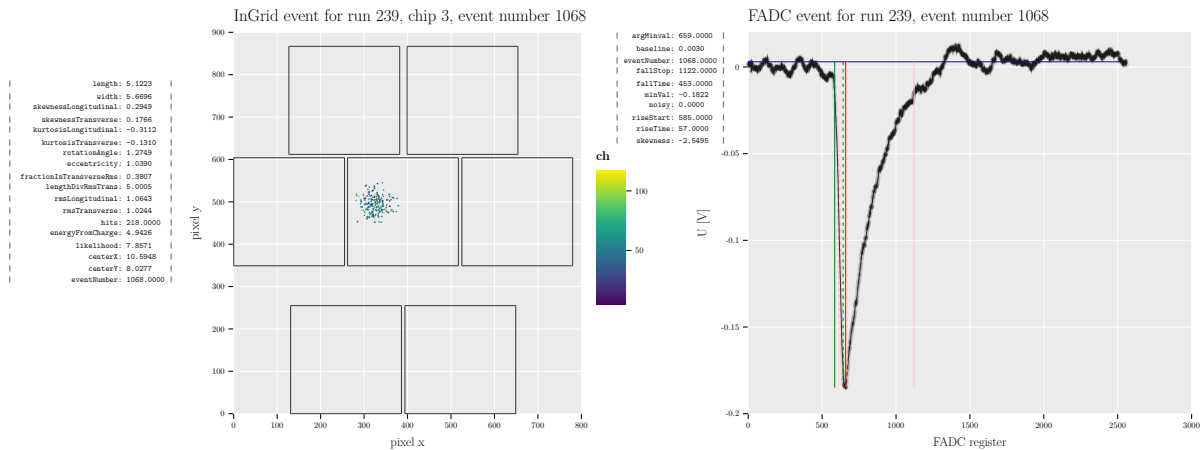 InGrid event for run 239, chip 3, event number 1068
| length: 5.1223 |
| width: 5.6696 |
| skewnessLongitudinal: 0.2949 |
| skewnessTransverse: 0.1766 |
| kurtosisLongitudinal: -0.3112 |
| kurtosisTransverse: -0.1310 |
| rotationAngle: 1.2749 |
| eccentricity: 1.0390 |
| fractionInTransverseRms: 0.3807 |
| lengthDivRmsTrans: 5.0005 |
| rmsLongitudinal: 1.0643 |
| rmsTransverse: 1.0244 |
| hits: 218.0000 |
| energyFromCharge: 4.9426 |
| likelihood: 7.8571 |
| centerX: 10.5948 |
| centerY: 8.0277 |
| eventNumber: 1068.0000 |
pixel y
900
800
700
600
500
400
300
200
100
0
0 100 200 300 400 500 600 700 800
pixel x
ch
100
50
FADC event for run 239, chip 3, event number 1068
| argMinval: 659.0000 |
| baseline: 0.0030 |
| eventNumber: 1068.0000 |
| fallStop: 1122.0000 |
| fallTime: 453.0000 |
| minVal: -0.1822 |
| noisy: 0.0000 |
| riseStart: 585.0000 |
| riseTime: 57.0000 |
| skewness: -2.5495 |
U [V]
0
-0.05
-0.1
-0.15
-0.2
0 500 1000 1500 2000 2500 3000
FADC register